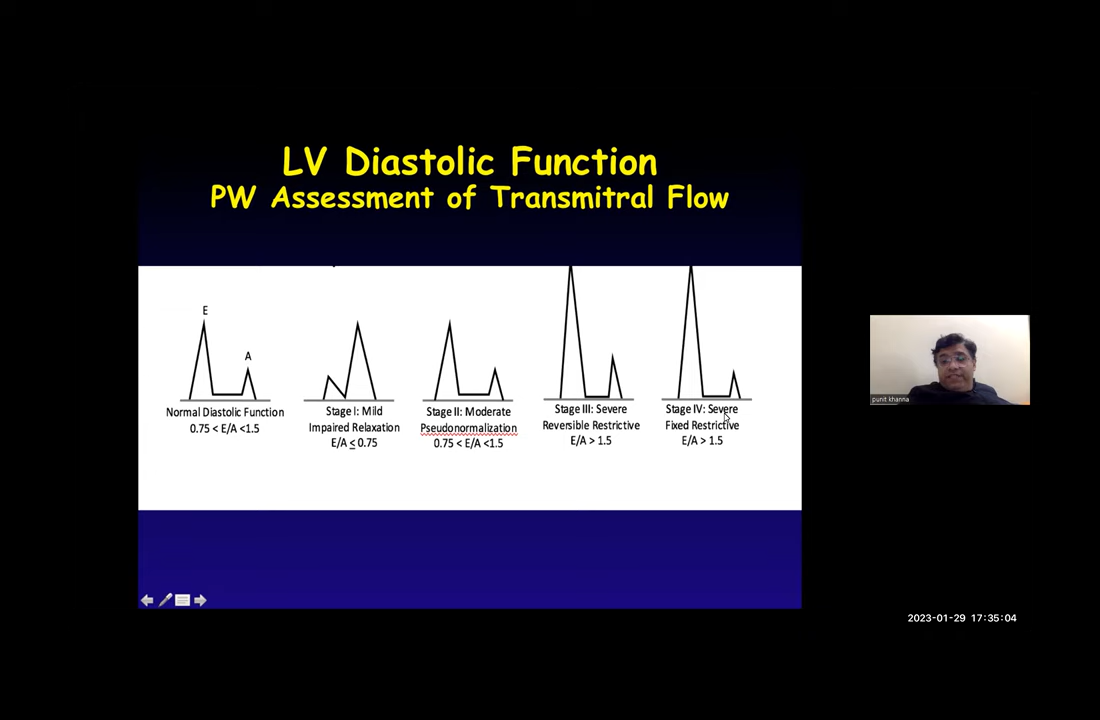 LV Diastolic Function
PW Assessment of Transmitral Flow
E
A
Normal Diastolic Function
0.75 < E/A <1.5
Stage I: Mild
Impaired Relaxation
E/A ≤ 0.75
Stage II: Moderate
Pseudonormalization
0.75 < E/A <1.5
Stage III: Severe
Reversible Restrictive
E/A > 1.5
Stage IV: Severe
Fixed Restrictive
E/A > 1.5
punit khanna
2023-01-29 17:35:04